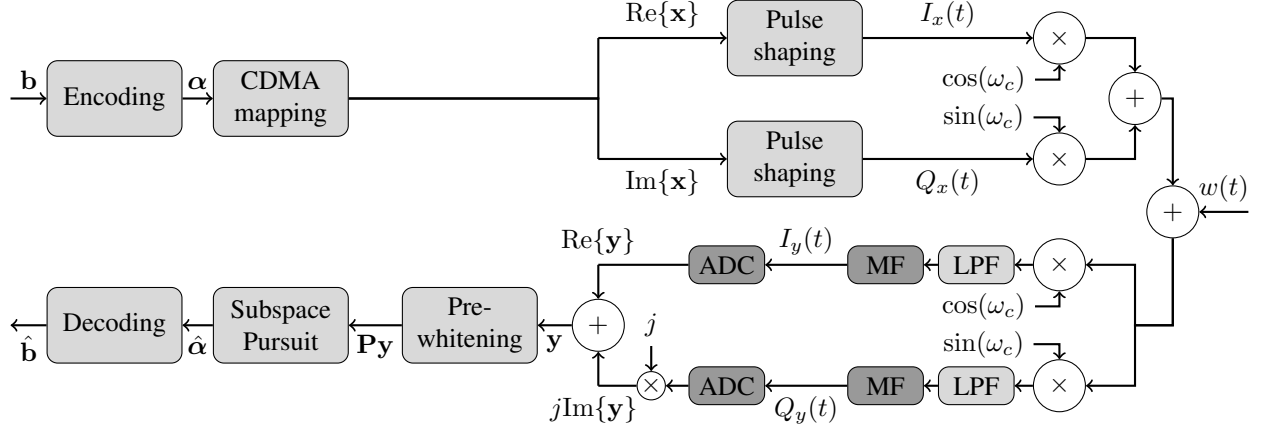 b
Encoding
α
CDMA
mapping
Re{x}
Pulse
shaping
I_x(t)
×
cos(ω_c)
+
sin(ω_c)
×
Im{x}
Pulse
shaping
Q_x(t)
w(t)
+
Re{y}
ADC
I_y(t)
MF
LPF
×
cos(ω_c)
b̂
Decoding
α̂
Subspace
Pursuit
Py
Pre-
whitening
y
+
j
×
jIm{y}
ADC
Q_y(t)
MF
LPF
sin(ω_c)
×